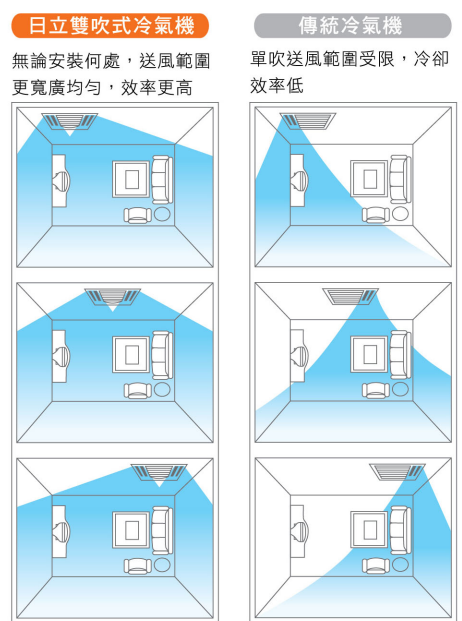 日立雙吹式冷氣機
無論安裝何處，送風範圍
更寬廣均勻，效率更高
傳統冷氣機
單吹送風範圍受限，冷卻
效率低